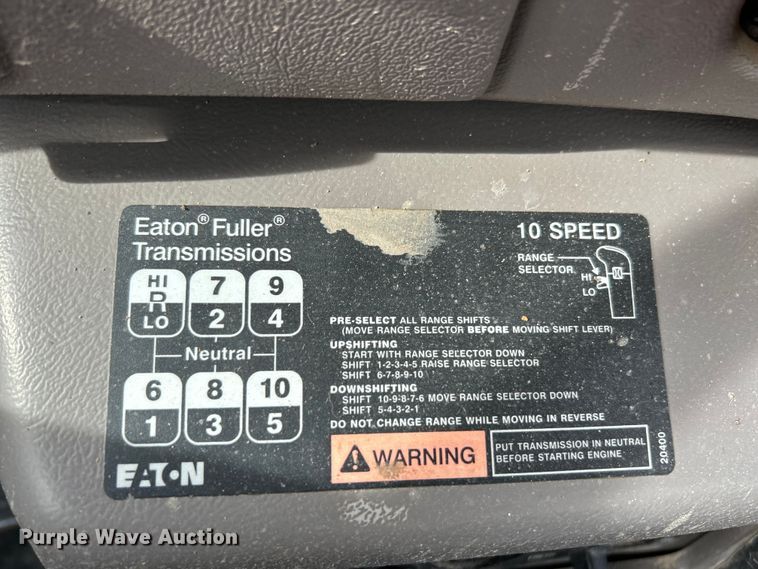 Eaton® Fuller®
Transmissions
10 SPEED
RANGE
SELECTOR
HI
LO
HI 7 9
R
LO 2 4
Neutral
6 8 10
1 3 5
PRE-SELECT ALL RANGE SHIFTS
(MOVE RANGE SELECTOR BEFORE MOVING SHIFT LEVER)
UPSHIFTING
START WITH RANGE SELECTOR DOWN
SHIFT 1-2-3-4-5 RAISE RANGE SELECTOR
SHIFT 6-7-8-9-10
DOWNSHIFTING
SHIFT 10-9-8-7-6 MOVE RANGE SELECTOR DOWN
SHIFT 5-4-3-2-1
DO NOT CHANGE RANGE WHILE MOVING IN REVERSE
WARNING
PUT TRANSMISSION IN NEUTRAL
BEFORE STARTING ENGINE
20400
EATON
Purple Wave Auction